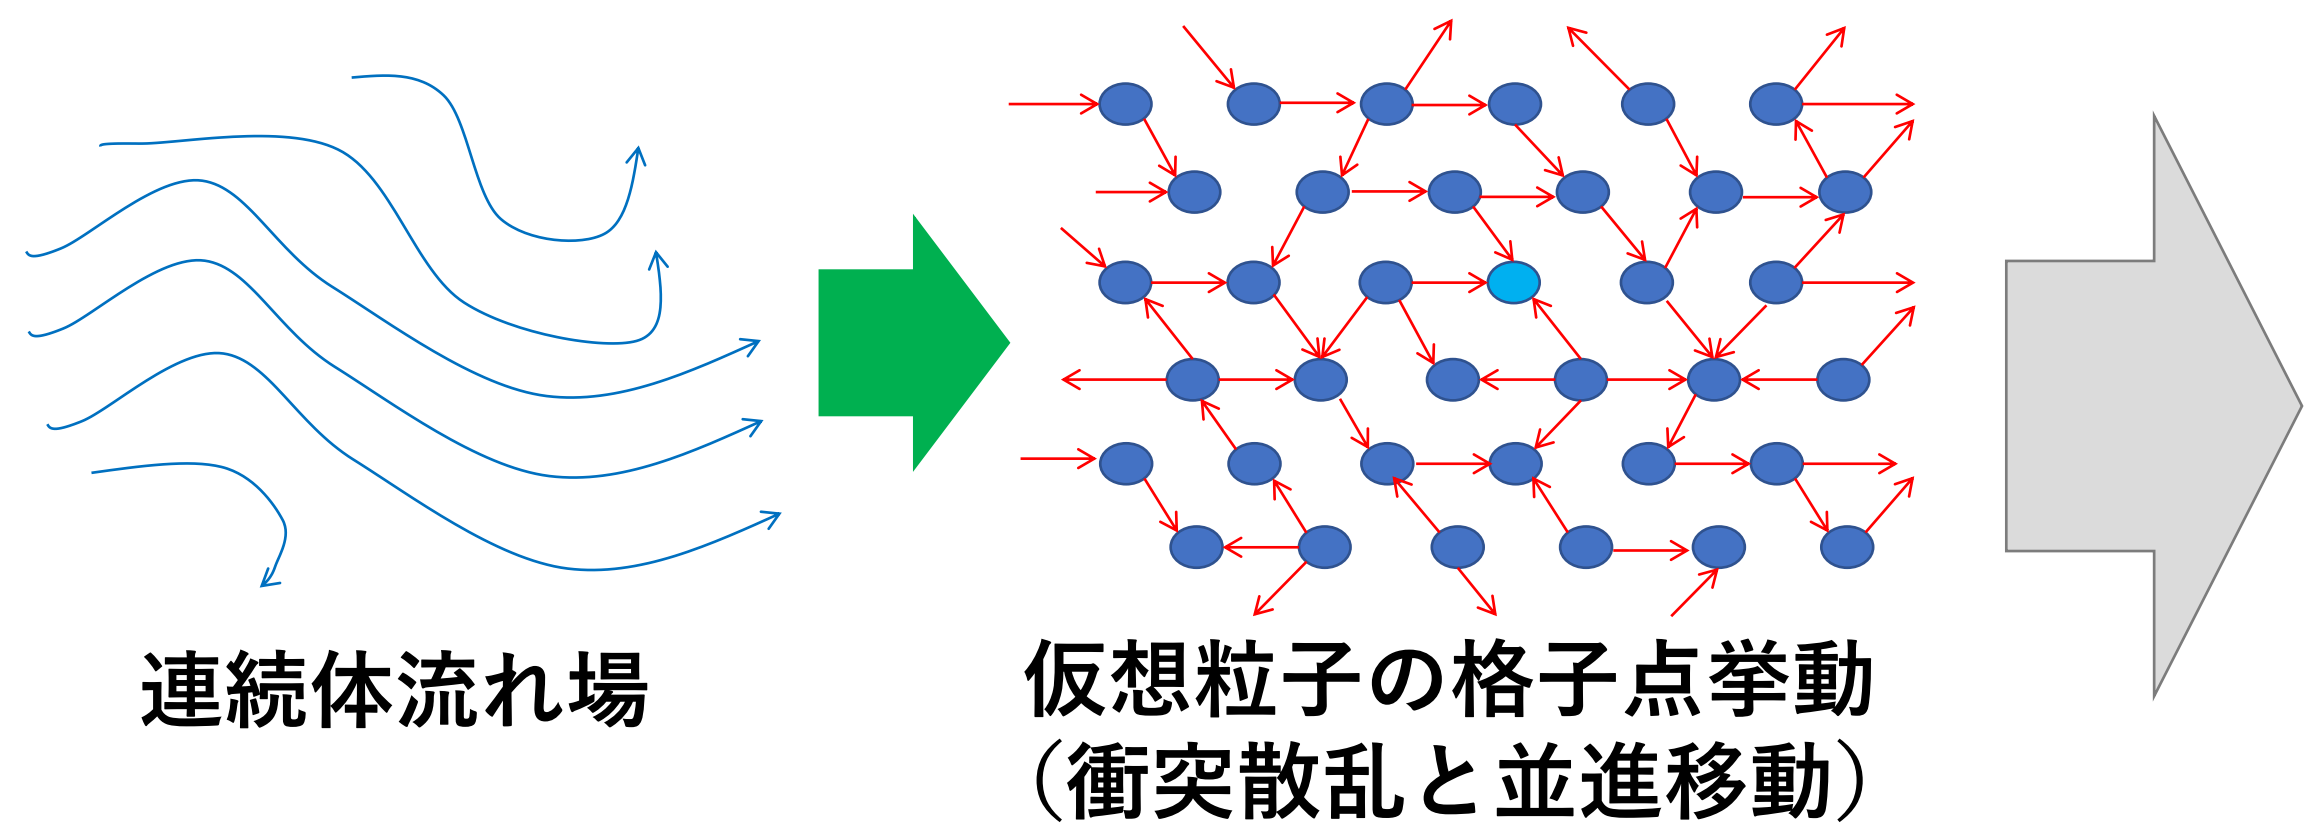 連続体流れ場
仮想粒子の格子点挙動
（衝突散乱と並進移動）